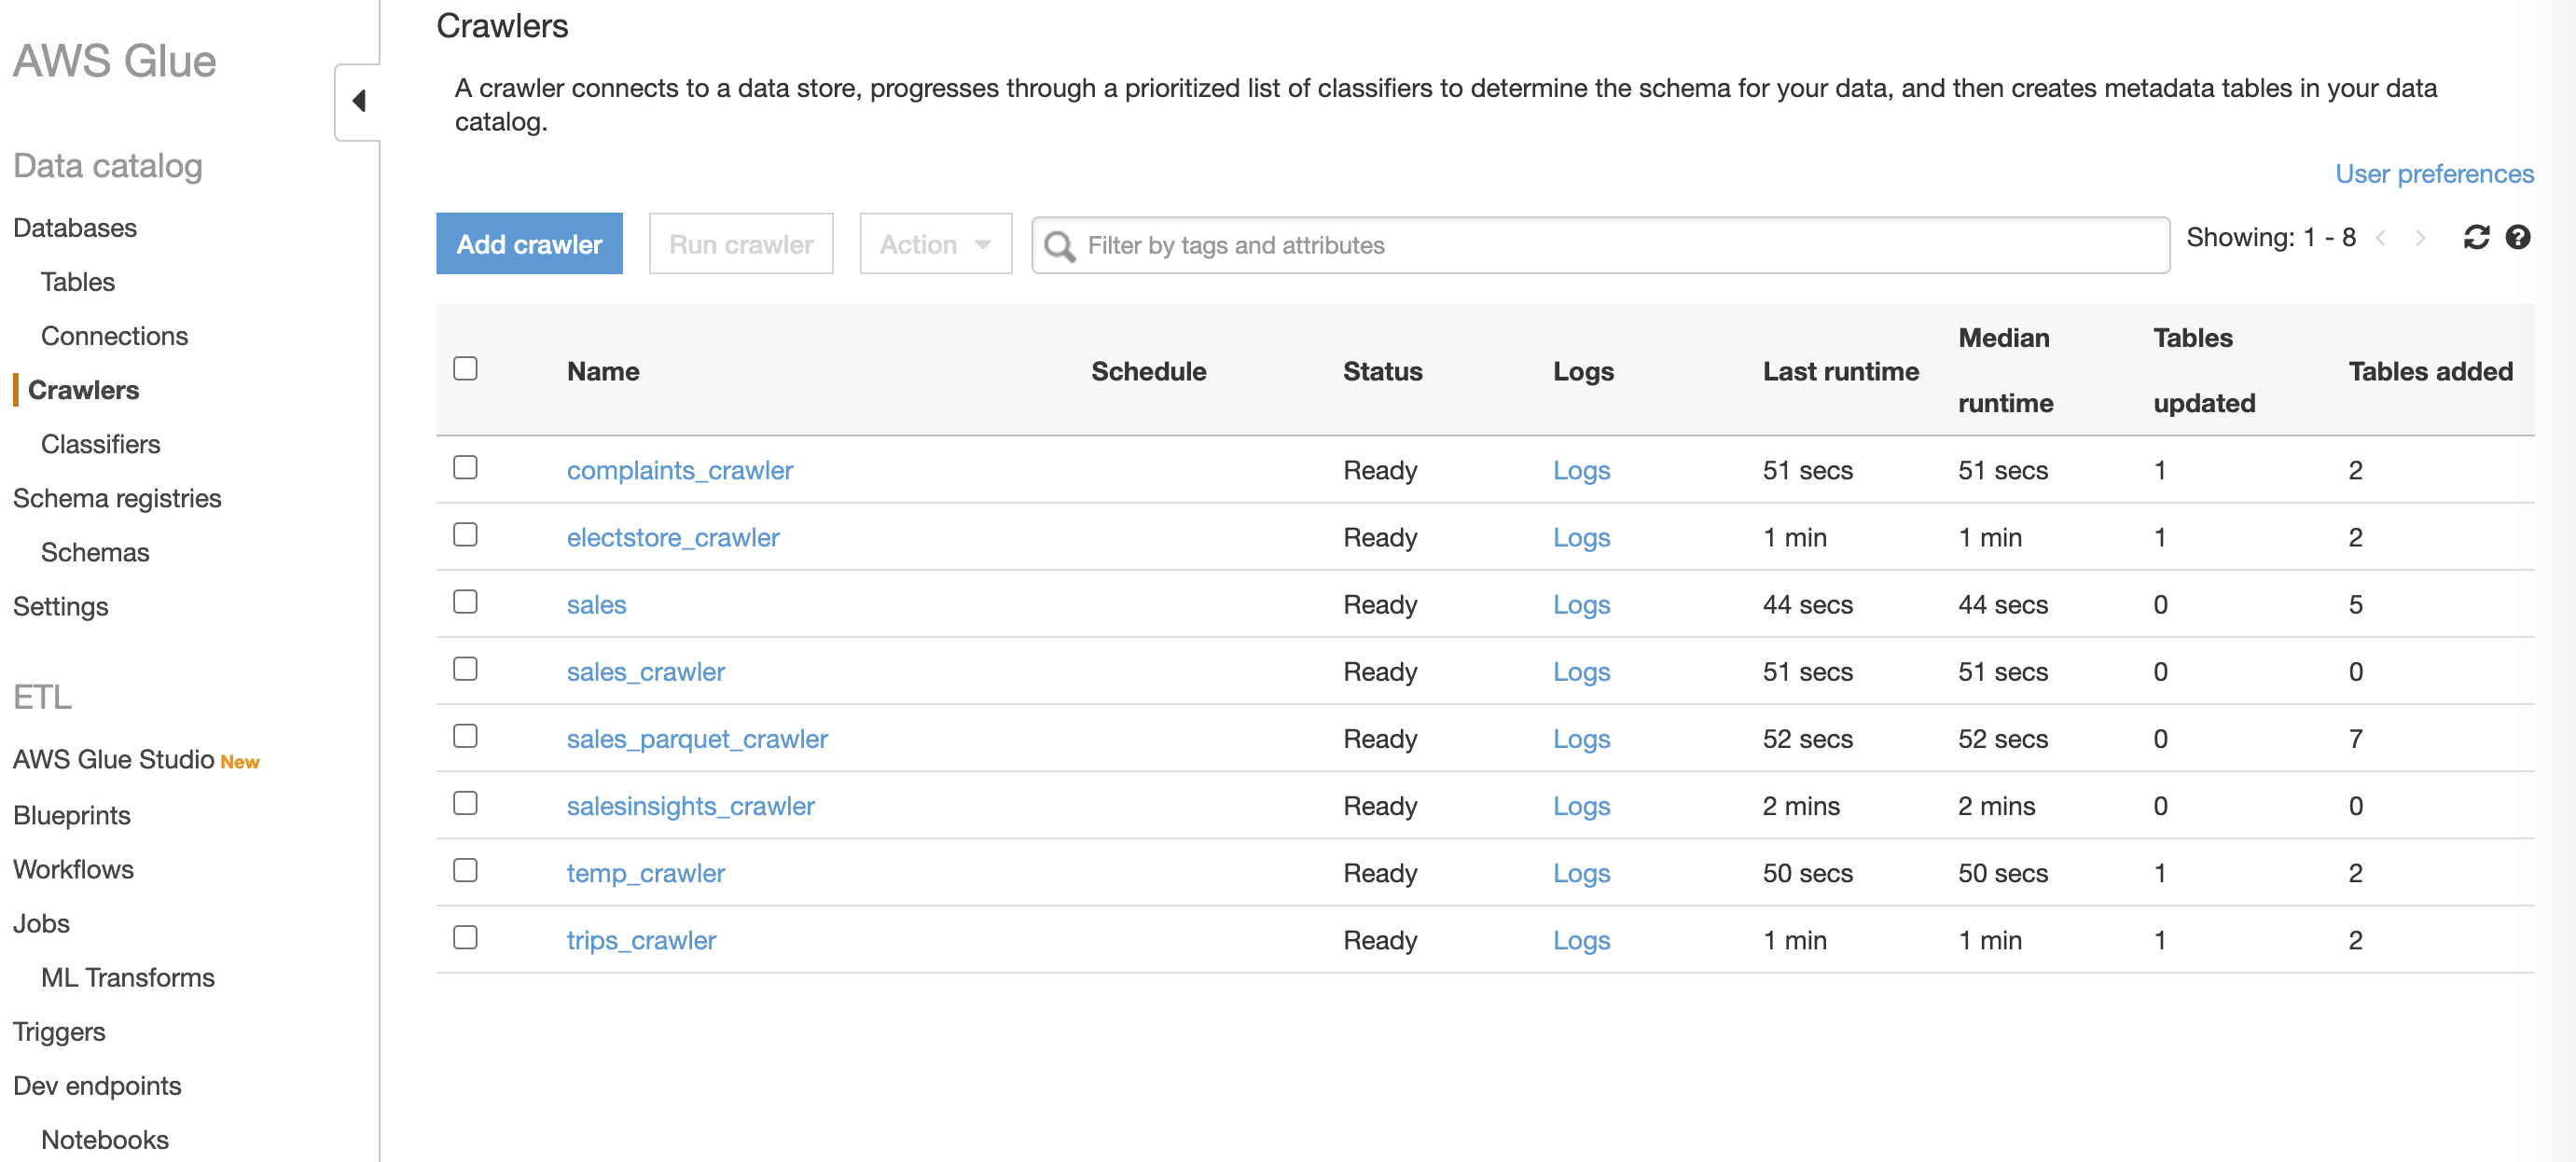 AWS Glue
Data catalog
Databases
Tables
Connections
Crawlers
Classifiers
Schema registries
Schemas
Settings
ETL
AWS Glue Studio New
Blueprints
Workflows
Jobs
ML Transforms
Triggers
Dev endpoints
Notebooks
Crawlers
A crawler connects to a data store, progresses through a prioritized list of classifiers to determine the schema for your data, and then creates metadata tables in your data
catalog.
User preferences
Add crawler Run crawler Action Filter by tags and attributes Showing: 1 - 8 < > ?
Name Schedule Status Logs Last runtime Median runtime Tables updated Tables added
complaints_crawler Ready Logs 51 secs 51 secs 1 2
electstore_crawler Ready Logs 1 min 1 min 1 2
sales Ready Logs 44 secs 44 secs 0 5
sales_crawler Ready Logs 51 secs 51 secs 0 0
sales_parquet_crawler Ready Logs 52 secs 52 secs 0 7
salesinsights_crawler Ready Logs 2 mins 2 mins 0 0
temp_crawler Ready Logs 50 secs 50 secs 1 2
trips_crawler Ready Logs 1 min 1 min 1 2